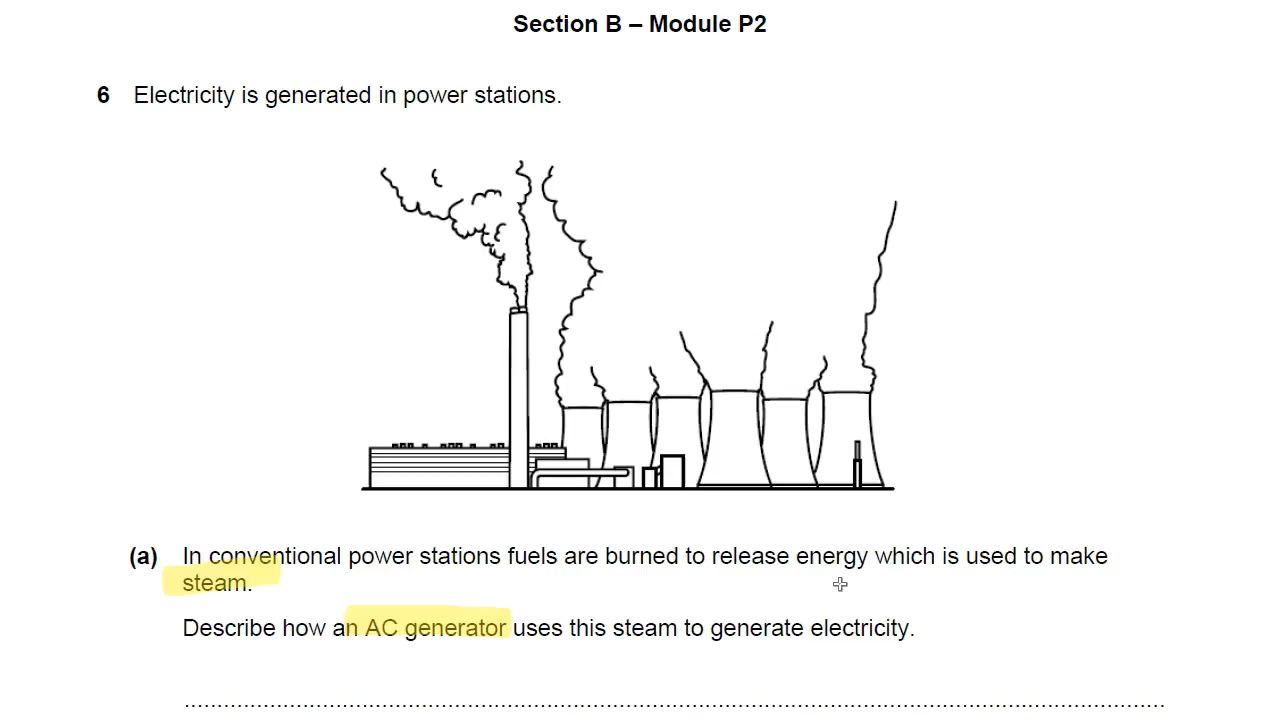 Section B – Module P2
6 Electricity is generated in power stations.
(a) In conventional power stations fuels are burned to release energy which is used to make
steam.
Describe how an AC generator uses this steam to generate electricity.